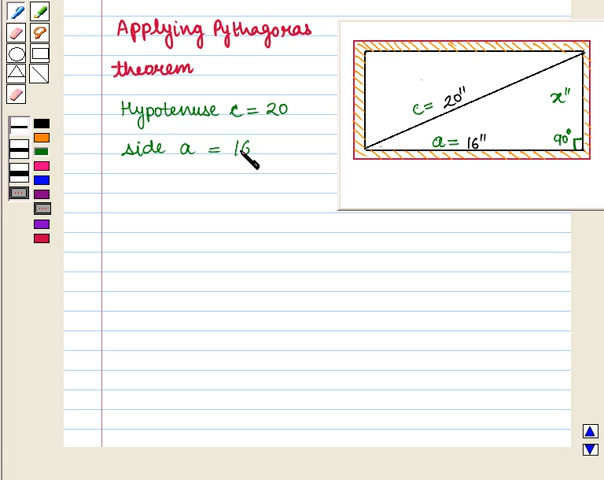 Applying Pythagoras
theorem
Hypotenuse c = 20
side a = 16
c = 20"
x"
a = 16"
90°